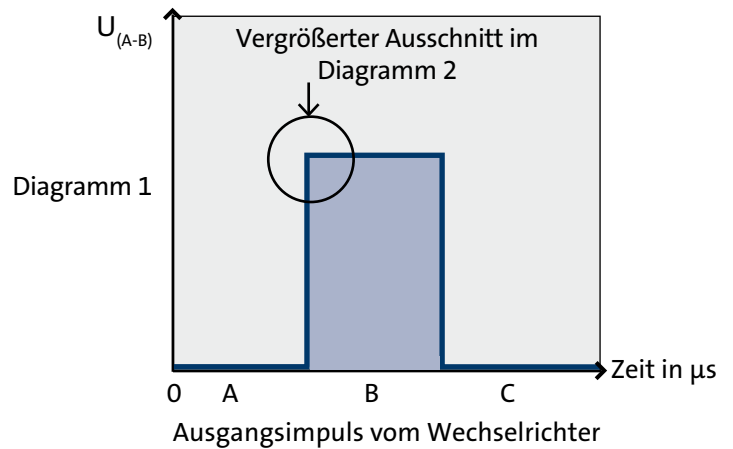 U(A-B)
Vergrößerter Ausschnitt im
Diagramm 2
Diagramm 1
Zeit in µs
0 A B C
Ausgangsimpuls vom Wechselrichter